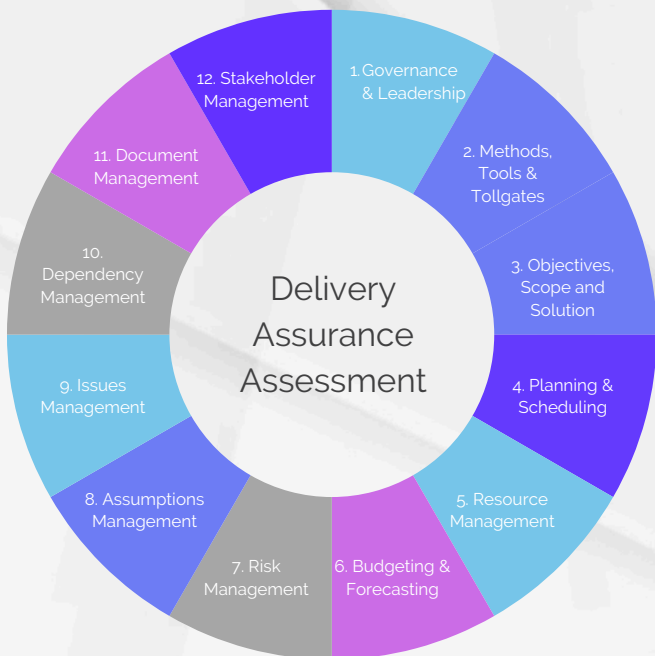 Delivery
Assurance
Assessment
1.Governance
& Leadership
2. Methods,
Tools &
Tollgates
3. Objectives,
Scope and
Solution
4. Planning &
Scheduling
5. Resource
Management
6. Budgeting &
Forecasting
7. Risk
Management
8. Assumptions
Management
9. Issues
Management
10.
Dependency
Management
11. Document
Management
12. Stakeholder
Management